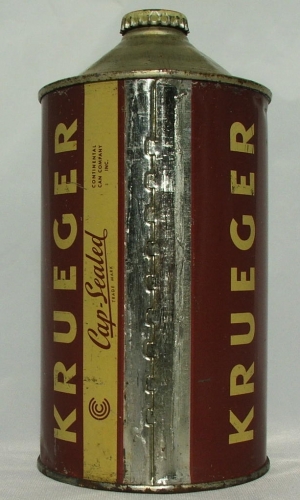 KRUEGER
Cap-Sealed
TRADE MARK
CONTINENTAL
CAN COMPANY
INC.
KRUEGER